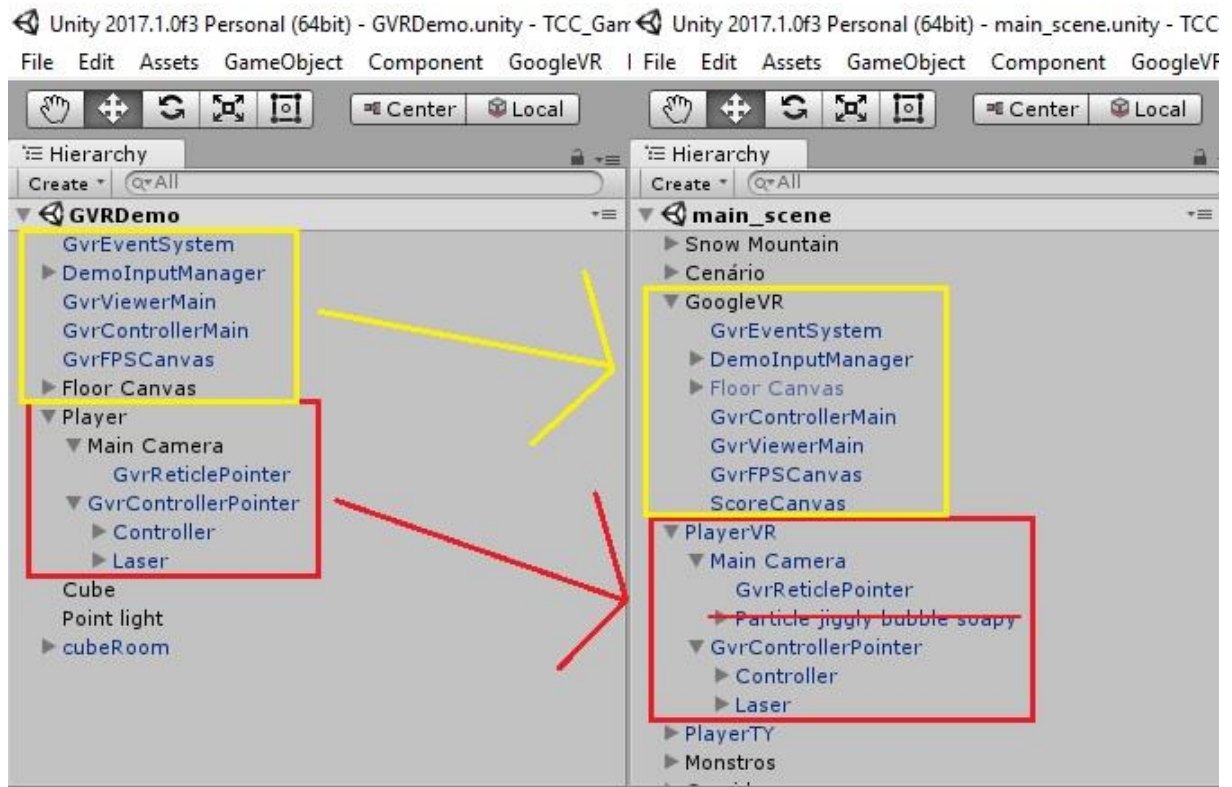 Unity 2017.1.0f3 Personal (64bit) - GVRDemo.unity - TCC_Gam
File Edit Assets GameObject Component GoogleVR
Center Local
Hierarchy
Create All
GVRDemo
GvrEventSystem
DemoInputManager
GvrViewerMain
GvrControllerMain
GvrFPSCanvas
Floor Canvas
Player
Main Camera
GvrReticlePointer
GvrControllerPointer
Controller
Laser
Cube
Point light
cubeRoom
Unity 2017.1.0f3 Personal (64bit) - main_scene.unity - TCC
File Edit Assets GameObject Component GoogleVR
Center Local
Hierarchy
Create All
main_scene
Snow Mountain
Cenário
GoogleVR
GvrEventSystem
DemoInputManager
Floor Canvas
GvrControllerMain
GvrViewerMain
GvrFPSCanvas
ScoreCanvas
PlayerVR
Main Camera
GvrReticlePointer
Particle jiggly bubble soapy
GvrControllerPointer
Controller
Laser
PlayerTY
Monstros